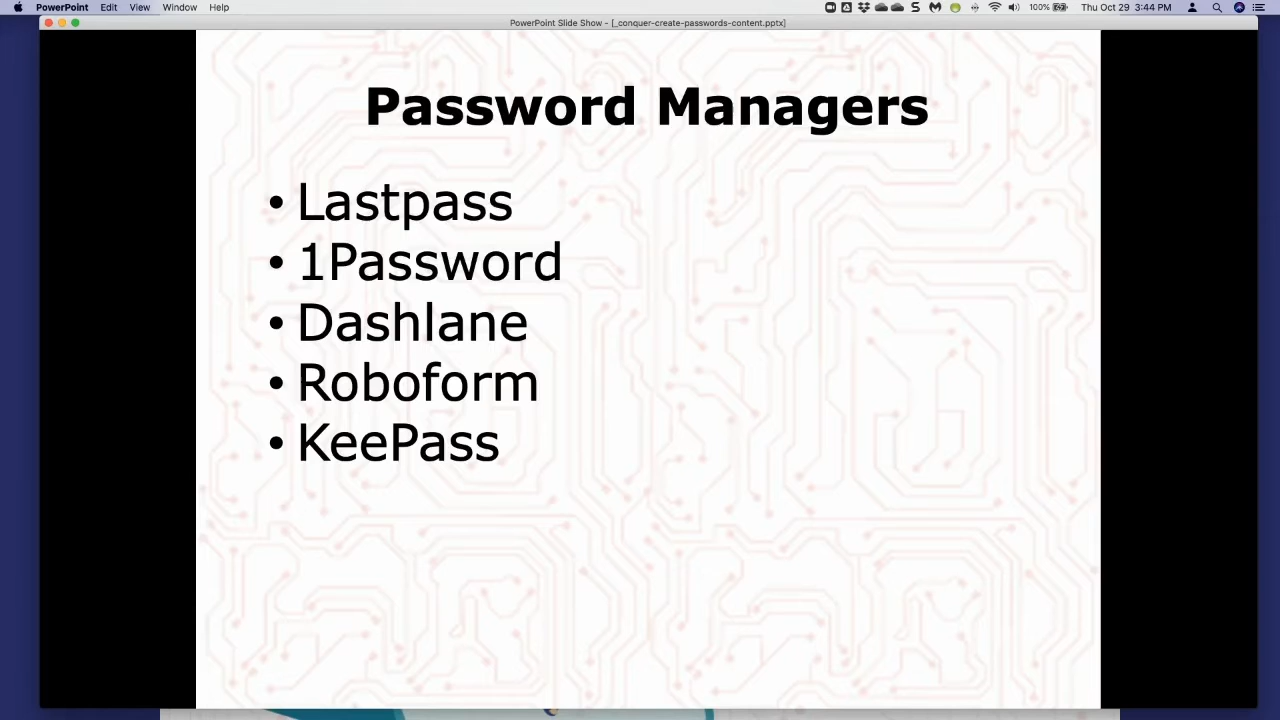 PowerPoint Edit View Window Help 100% Thu Oct 29 3:44 PM
PowerPoint Slide Show - [_conquer-create-passwords-content.pptx]
Password Managers
• Lastpass
• 1Password
• Dashlane
• Roboform
• KeePass